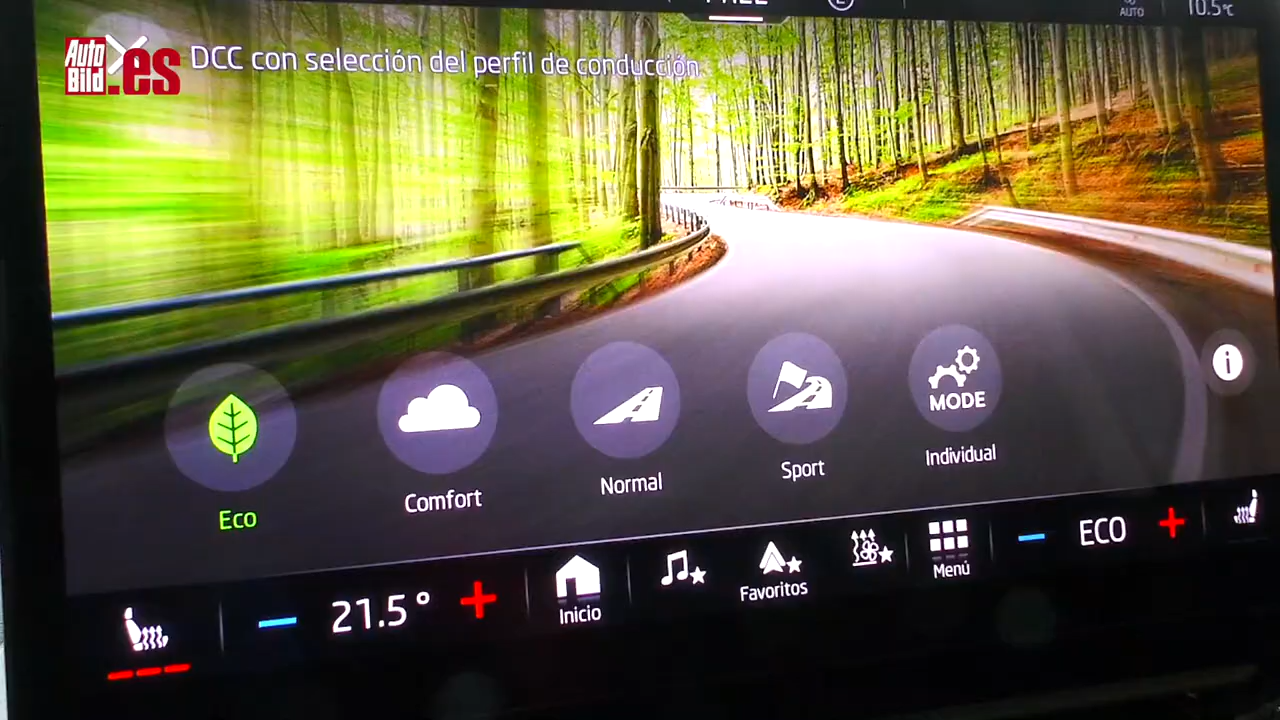 AUTO
10.5°C
Auto Bild.es
DCC con selección del perfil de conducción
MODE
Eco
Comfort
Normal
Sport
Individual
21.5°
Inicio
Favoritos
Menú
ECO